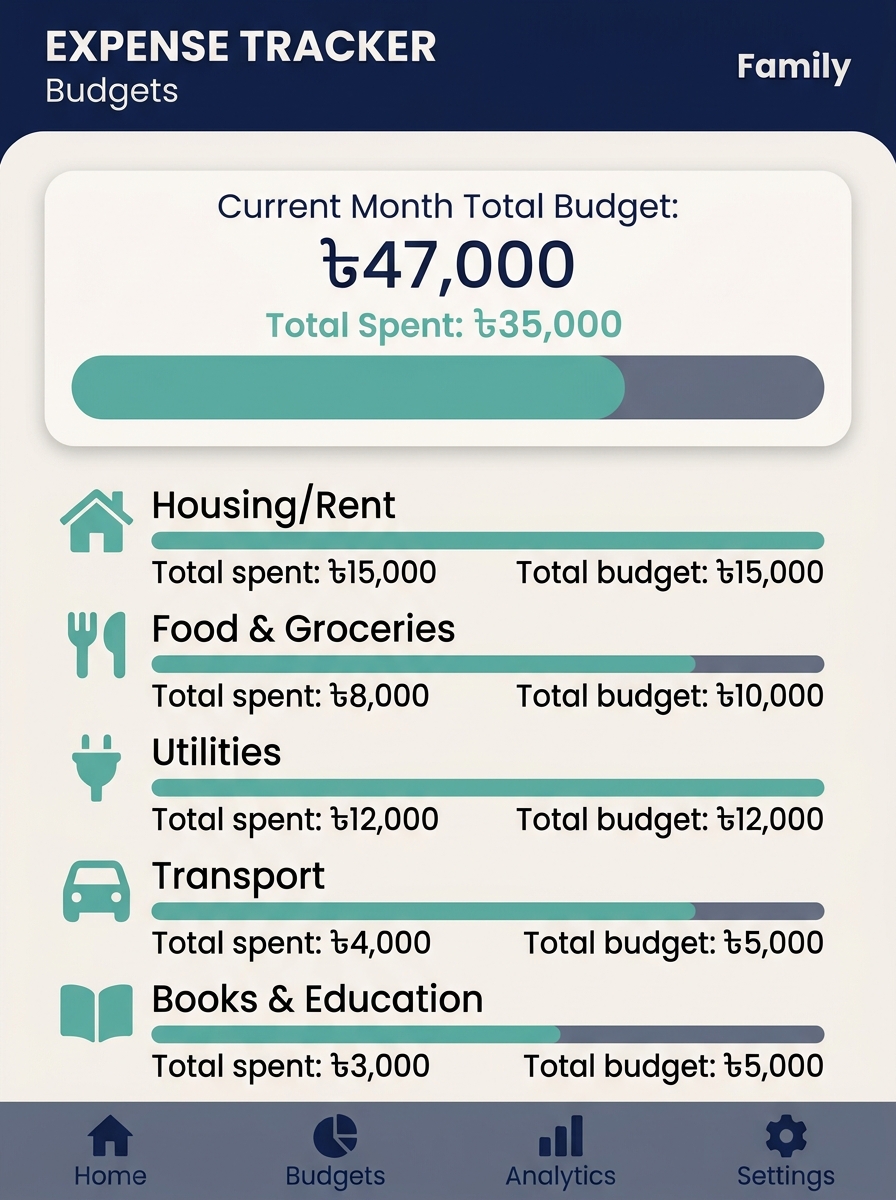 EXPENSE TRACKER
Budgets
Family
Current Month Total Budget:
৳47,000
Total Spent: ৳35,000
Housing/Rent
Total spent: ৳15,000 Total budget: ৳15,000
Food & Groceries
Total spent: ৳8,000 Total budget: ৳10,000
Utilities
Total spent: ৳12,000 Total budget: ৳12,000
Transport
Total spent: ৳4,000 Total budget: ৳5,000
Books & Education
Total spent: ৳3,000 Total budget: ৳5,000
Home Budgets Analytics Settings